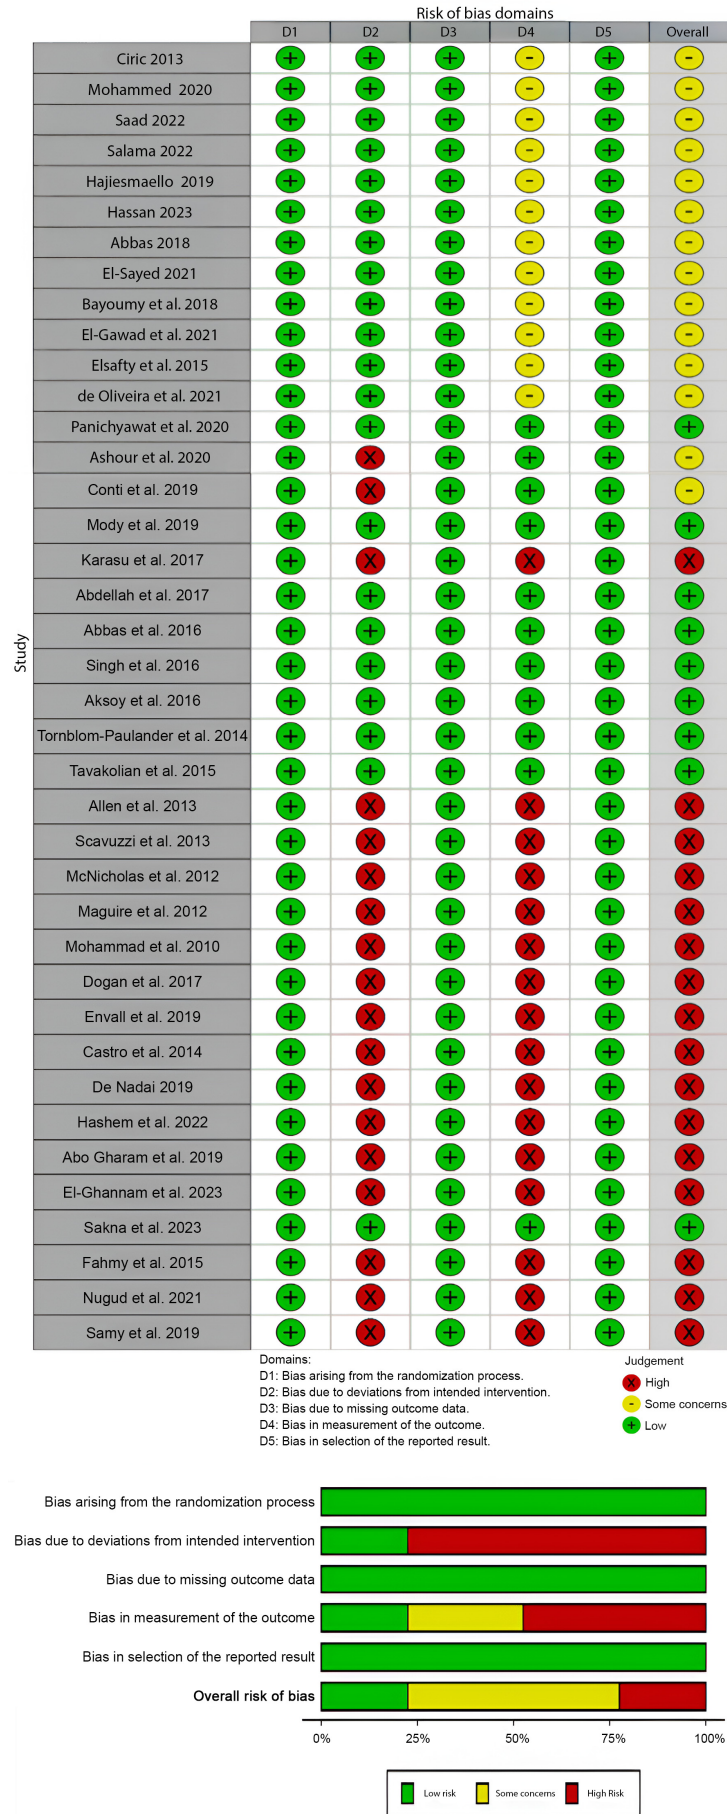 Risk of bias domains
D1 D2 D3 D4 D5 Overall
Study
Ciric 2013 + + + - + -
Mohammed 2020 + + + - + -
Saad 2022 + + + - + -
Salama 2022 + + + - + -
Hajiesmaello 2019 + + + - + -
Hassan 2023 + + + - + -
Abbas 2018 + + + - + -
El-Sayed 2021 + + + - + -
Bayoumy et al. 2018 + + + - + -
El-Gawad et al. 2021 + + + - + -
Elsafty et al. 2015 + + + - + -
de Oliveira et al. 2021 + + + - + -
Panichyawat et al. 2020 + + + + + +
Ashour et al. 2020 + X + + + -
Conti et al. 2019 + X + + + -
Mody et al. 2019 + + + + + +
Karasu et al. 2017 + X + X + X
Abdellah et al. 2017 + + + + + +
Abbas et al. 2016 + + + + + +
Singh et al. 2016 + + + + + +
Aksoy et al. 2016 + + + + + +
Tornblom-Paulander et al. 2014 + + + + + +
Tavakolian et al. 2015 + + + + + +
Allen et al. 2013 + X + X + X
Scavuzzi et al. 2013 + X + X + X
McNicholas et al. 2012 + X + X + X
Maguire et al. 2012 + X + X + X
Mohammad et al. 2010 + X + X + X
Dogan et al. 2017 + X + X + X
Envall et al. 2019 + X + X + X
Castro et al. 2014 + X + X + X
De Nadai 2019 + X + X + X
Hashem et al. 2022 + X + X + X
Abo Gharam et al. 2019 + X + X + X
El-Ghannam et al. 2023 + X + X + X
Sakna et al. 2023 + + + + + +
Fahmy et al. 2015 + X + X + X
Nugud et al. 2021 + X + X + X
Samy et al. 2019 + X + X + X
Domains:
D1: Bias arising from the randomization process.
D2: Bias due to deviations from intended intervention.
D3: Bias due to missing outcome data.
D4: Bias in measurement of the outcome.
D5: Bias in selection of the reported result.
Judgement
X High
- Some concerns
+ Low
Bias arising from the randomization process
Bias due to deviations from intended intervention
Bias due to missing outcome data
Bias in measurement of the outcome
Bias in selection of the reported result
Overall risk of bias
0% 25% 50% 75% 100%
Low risk Some concerns High Risk